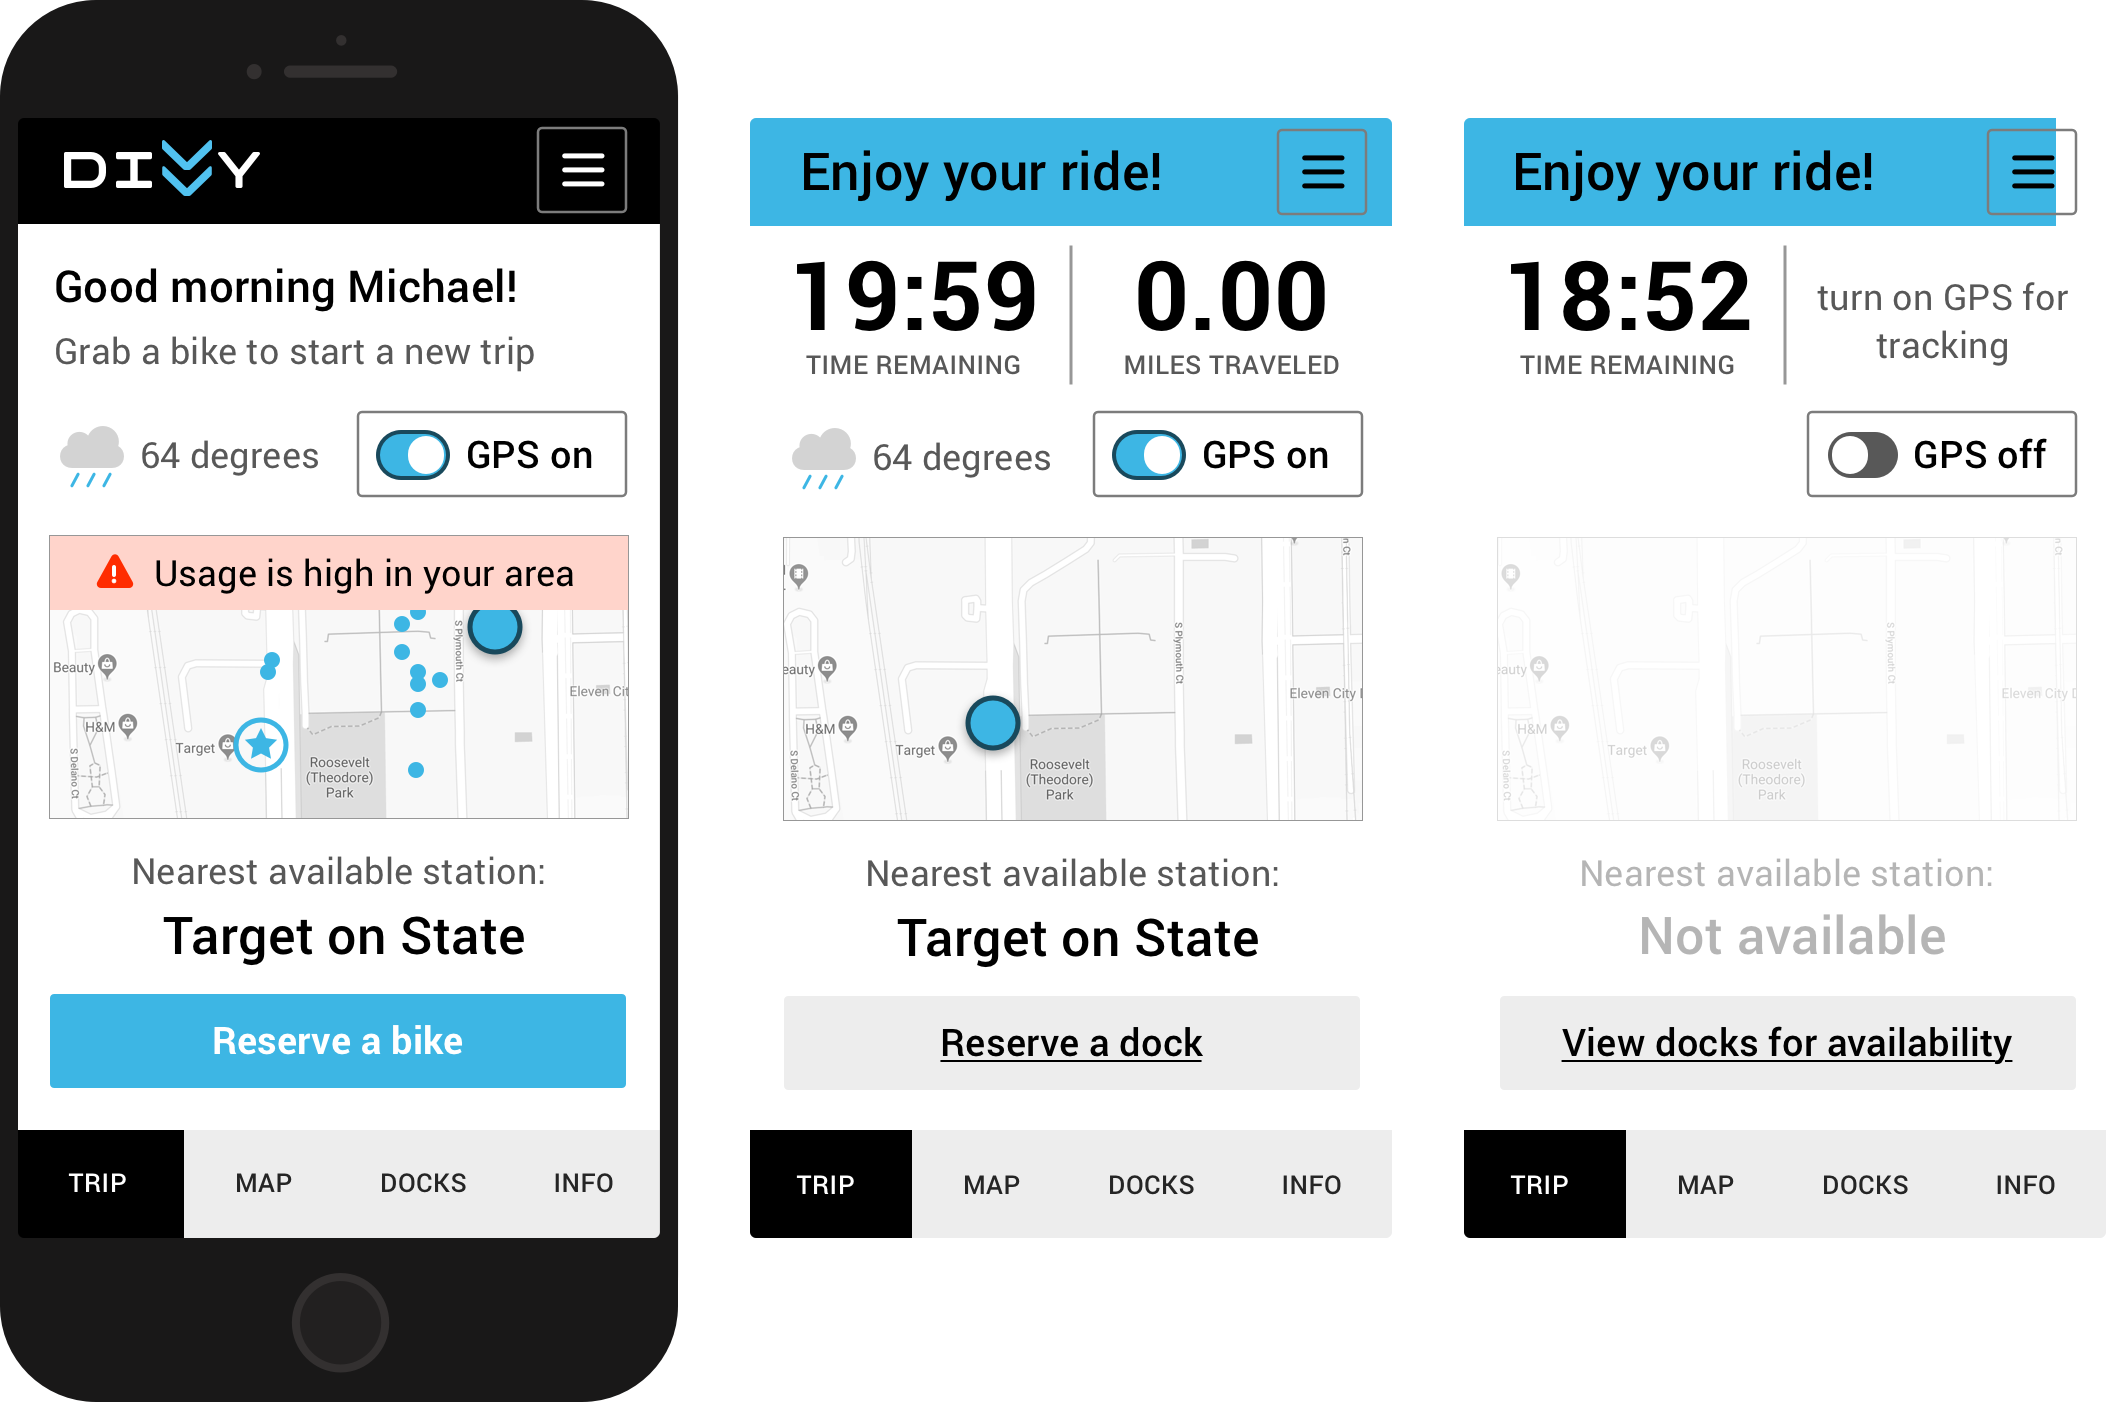 DIVVY
Good morning Michael!
Grab a bike to start a new trip
64 degrees
GPS on
Usage is high in your area
Beauty
H&M
Target
S Delano Ct
Roosevelt
(Theodore)
Park
S Plymouth Ct
Eleven Cit
Nearest available station:
Target on State
Reserve a bike
TRIP
MAP
DOCKS
INFO
Enjoy your ride!
19:59
TIME REMAINING
0.00
MILES TRAVELED
64 degrees
GPS on
eauty
H&M
Target
S Delano Ct
Roosevelt
(Theodore)
Park
S Plymouth Ct
n Ct
Eleven City
Nearest available station:
Target on State
Reserve a dock
TRIP
MAP
DOCKS
INFO
Enjoy your ride!
18:52
TIME REMAINING
turn on GPS for
tracking
GPS off
eauty
H&M
Target
S Delano Ct
Roosevelt
(Theodore)
Park
S Plymouth Ct
n Ct
Eleven City
Nearest available station:
Not available
View docks for availability
TRIP
MAP
DOCKS
INFO